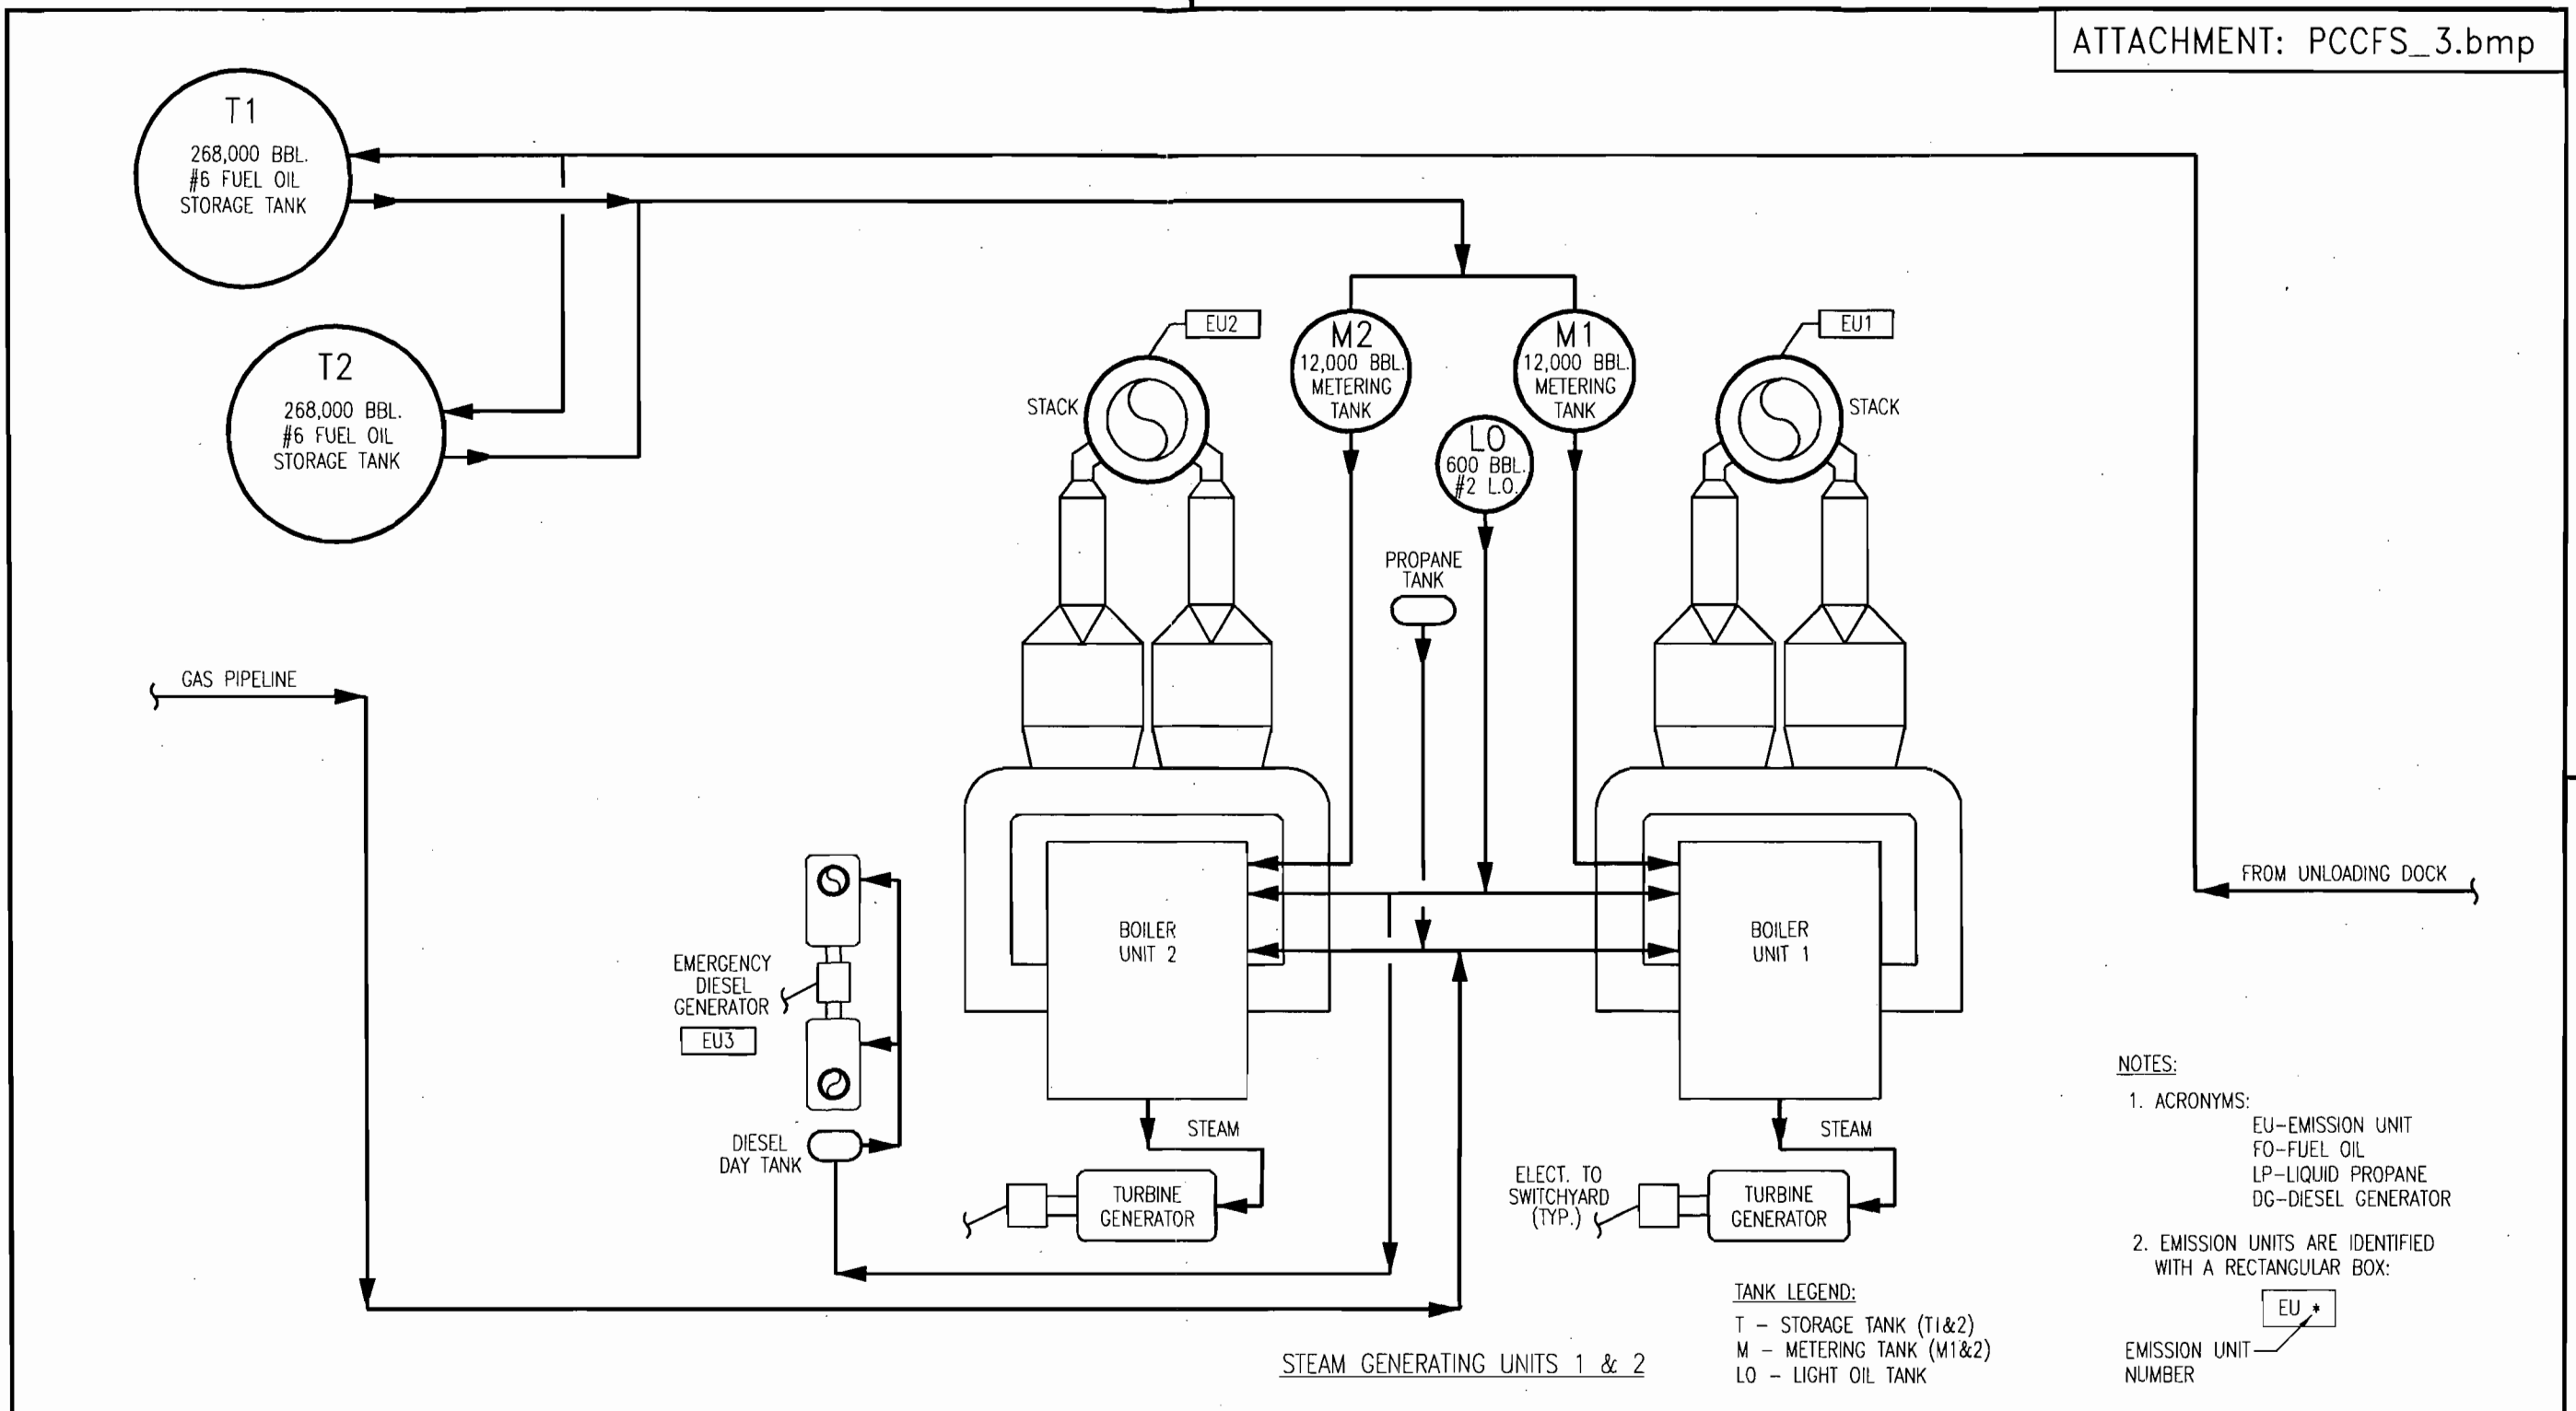 ATTACHMENT: PCCFS_3.bmp
T1
268,000 BBL.
#6 FUEL OIL
STORAGE TANK
T2
268,000 BBL.
#6 FUEL OIL
STORAGE TANK
EU2
STACK
M2
12,000 BBL.
METERING
TANK
M1
12,000 BBL.
METERING
TANK
EU1
STACK
LO
600 BBL.
#2 L.O.
PROPANE
TANK
GAS PIPELINE
FROM UNLOADING DOCK
BOILER
UNIT 2
BOILER
UNIT 1
EMERGENCY
DIESEL
GENERATOR
EU3
DIESEL
DAY TANK
STEAM
TURBINE
GENERATOR
STEAM
ELECT. TO
SWITCHYARD
(TYP.)
TURBINE
GENERATOR
NOTES:
1. ACRONYMS:
EU-EMISSION UNIT
FO-FUEL OIL
LP-LIQUID PROPANE
DG-DIESEL GENERATOR
2. EMISSION UNITS ARE IDENTIFIED
WITH A RECTANGULAR BOX:
EU *
EMISSION UNIT
NUMBER
TANK LEGEND:
T - STORAGE TANK (T1&2)
M - METERING TANK (M1&2)
LO - LIGHT OIL TANK
STEAM GENERATING UNITS 1 & 2